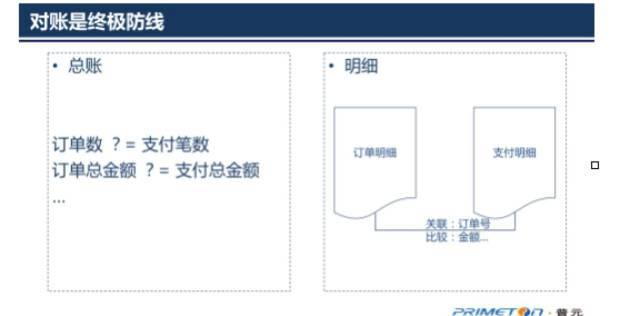 对账是终极防线
• 总账
订单数 ?= 支付笔数
订单总金额 ?= 支付总金额
...
• 明细
订单明细
支付明细
关联：订单号
比较：金额...
PRIMETON · 普元